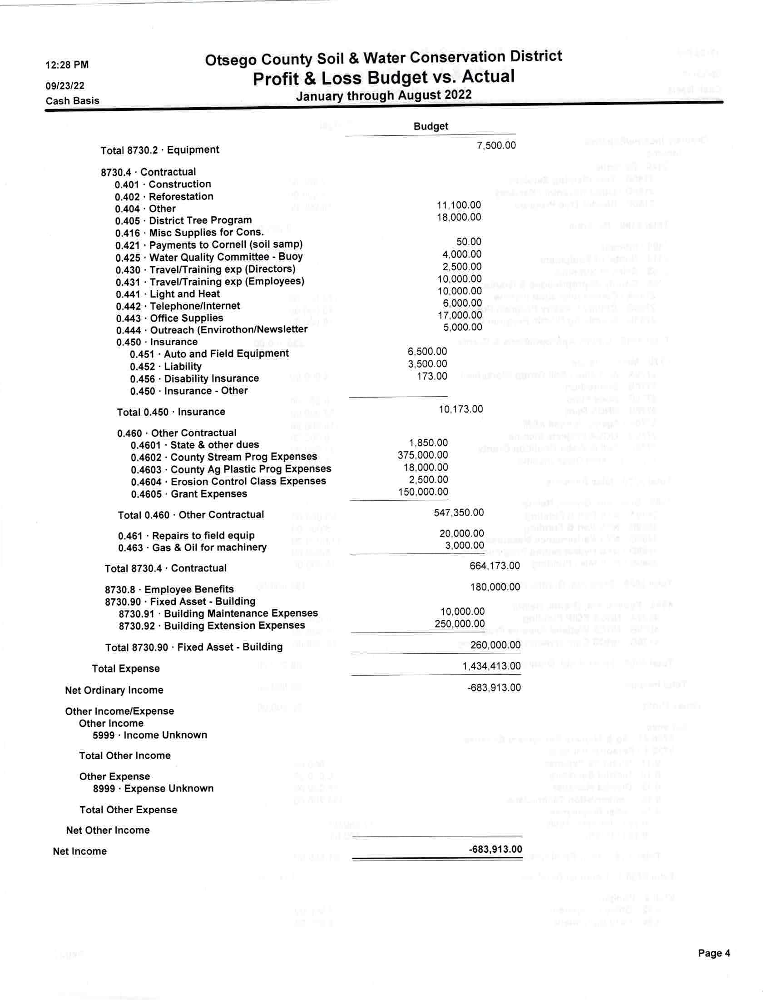 12:28 PM
09/23/22
Cash Basis
Otsego County Soil & Water Conservation District
Profit & Loss Budget vs. Actual
January through August 2022
Budget
Total 8730.2 · Equipment 7,500.00
8730.4 · Contractual
0.401 · Construction
0.402 · Reforestation
0.404 · Other 11,100.00
0.405 · District Tree Program 18,000.00
0.416 · Misc Supplies for Cons.
0.421 · Payments to Cornell (soil samp) 50.00
0.425 · Water Quality Committee - Buoy 4,000.00
0.430 · Travel/Training exp (Directors) 2,500.00
0.431 · Travel/Training exp (Employees) 10,000.00
0.441 · Light and Heat 10,000.00
0.442 · Telephone/Internet 6,000.00
0.443 · Office Supplies 17,000.00
0.444 · Outreach (Envirothon/Newsletter 5,000.00
0.450 · Insurance
0.451 · Auto and Field Equipment 6,500.00
0.452 · Liability 3,500.00
0.456 · Disability Insurance 173.00
0.450 · Insurance - Other
Total 0.450 · Insurance 10,173.00
0.460 · Other Contractual
0.4601 · State & other dues 1,850.00
0.4602 · County Stream Prog Expenses 375,000.00
0.4603 · County Ag Plastic Prog Expenses 18,000.00
0.4604 · Erosion Control Class Expenses 2,500.00
0.4605 · Grant Expenses 150,000.00
Total 0.460 · Other Contractual 547,350.00
0.461 · Repairs to field equip 20,000.00
0.463 · Gas & Oil for machinery 3,000.00
Total 8730.4 · Contractual 664,173.00
8730.8 · Employee Benefits 180,000.00
8730.90 · Fixed Asset - Building
8730.91 · Building Maintenance Expenses 10,000.00
8730.92 · Building Extension Expenses 250,000.00
Total 8730.90 · Fixed Asset - Building 260,000.00
Total Expense 1,434,413.00
Net Ordinary Income -683,913.00
Other Income/Expense
Other Income
5999 · Income Unknown
Total Other Income
Other Expense
8999 · Expense Unknown
Total Other Expense
Net Other Income
Net Income -683,913.00
Page 4